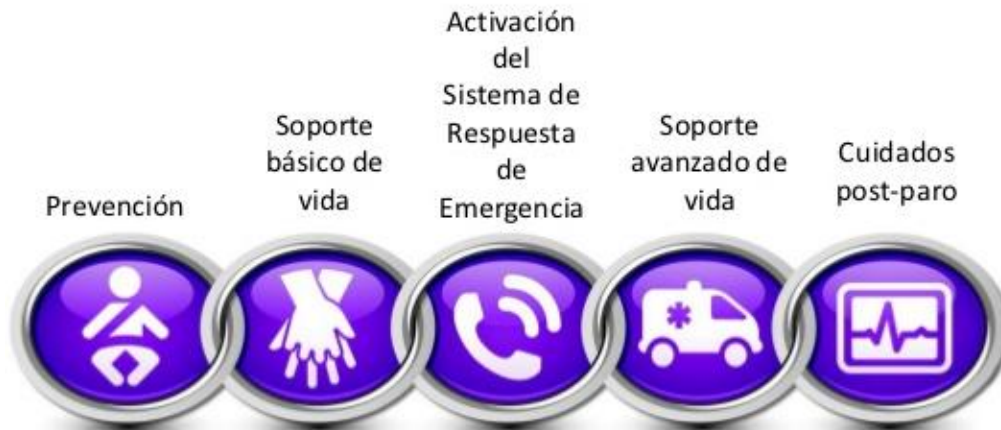 Prevención
Soporte
básico de
vida
Activación
del
Sistema de
Respuesta
de
Emergencia
Soporte
avanzado de
vida
Cuidados
post-paro